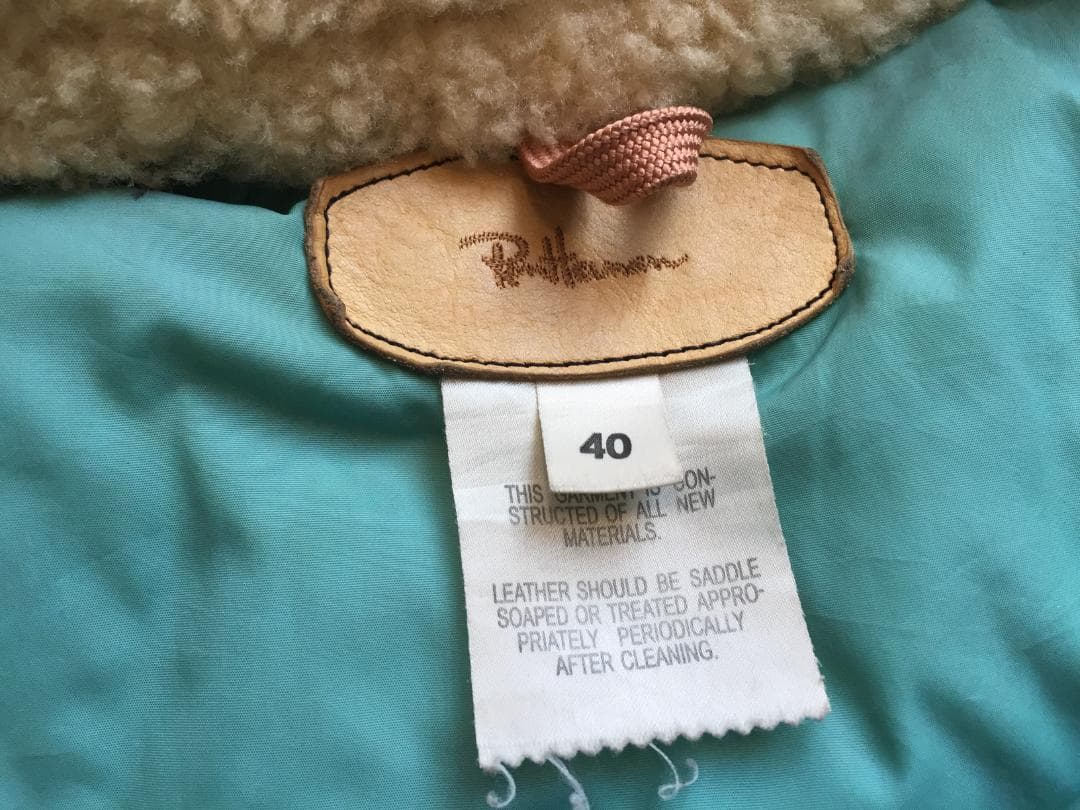 Penthesman
40
THIS GARMENT IS CON-
STRUCTED OF ALL NEW
MATERIALS.
LEATHER SHOULD BE SADDLE
SOAPED OR TREATED APPRO-
PRIATELY PERIODICALLY
AFTER CLEANING.